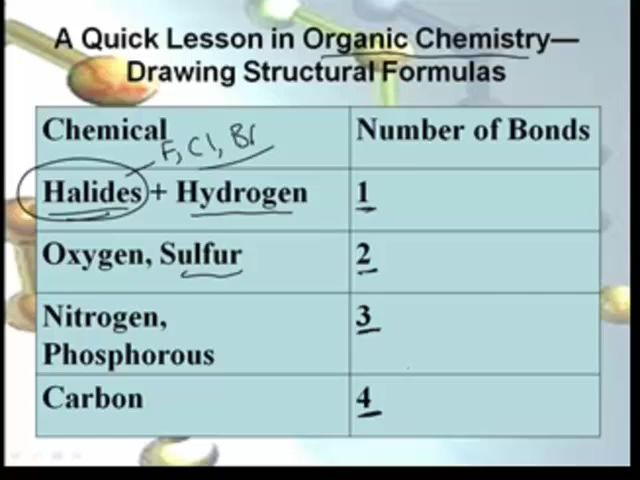 A Quick Lesson in Organic Chemistry—
Drawing Structural Formulas
Chemical
Number of Bonds
F, Cl, Br
Halides + Hydrogen
1
Oxygen, Sulfur
2
Nitrogen,
Phosphorous
3
Carbon
4